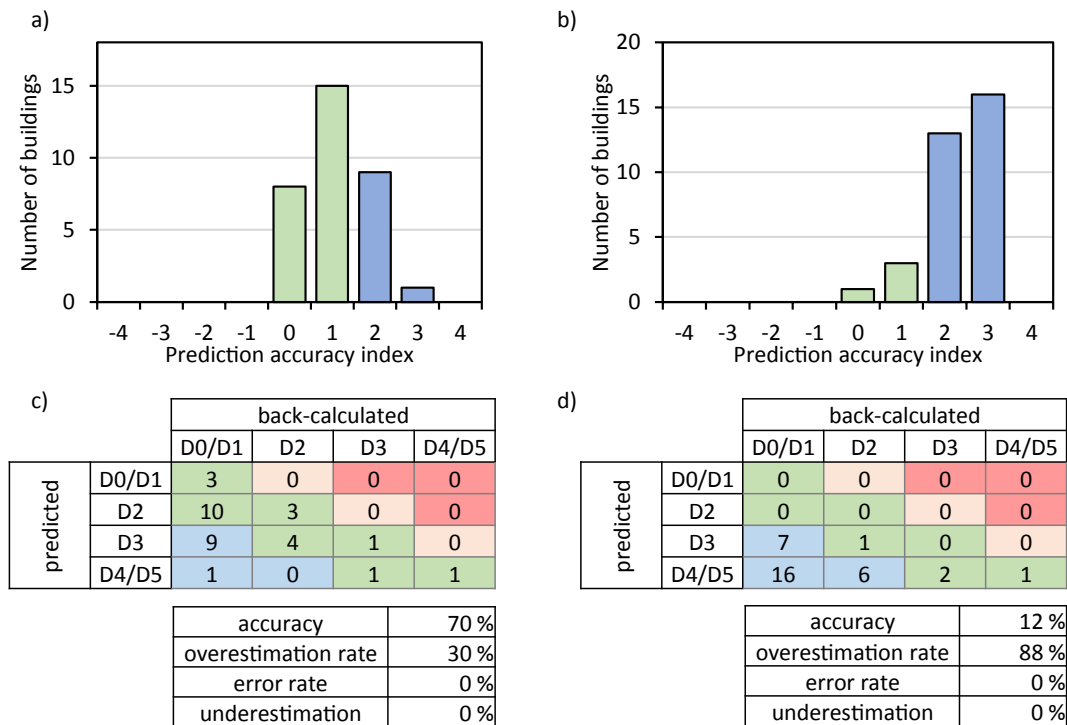 a)
Number of buildings
15
10
5
0
-4 -3 -2 -1 0 1 2 3 4
Prediction accuracy index
b)
Number of buildings
20
15
10
5
0
-4 -3 -2 -1 0 1 2 3 4
Prediction accuracy index
c)
back-calculated
D0/D1 D2 D3 D4/D5
predicted
D0/D1 3 0 0 0
D2 10 3 0 0
D3 9 4 1 0
D4/D5 1 0 1 1
accuracy 70 %
overestimation rate 30 %
error rate 0 %
underestimation 0 %
d)
back-calculated
D0/D1 D2 D3 D4/D5
predicted
D0/D1 0 0 0 0
D2 0 0 0 0
D3 7 1 0 0
D4/D5 16 6 2 1
accuracy 12 %
overestimation rate 88 %
error rate 0 %
underestimation 0 %